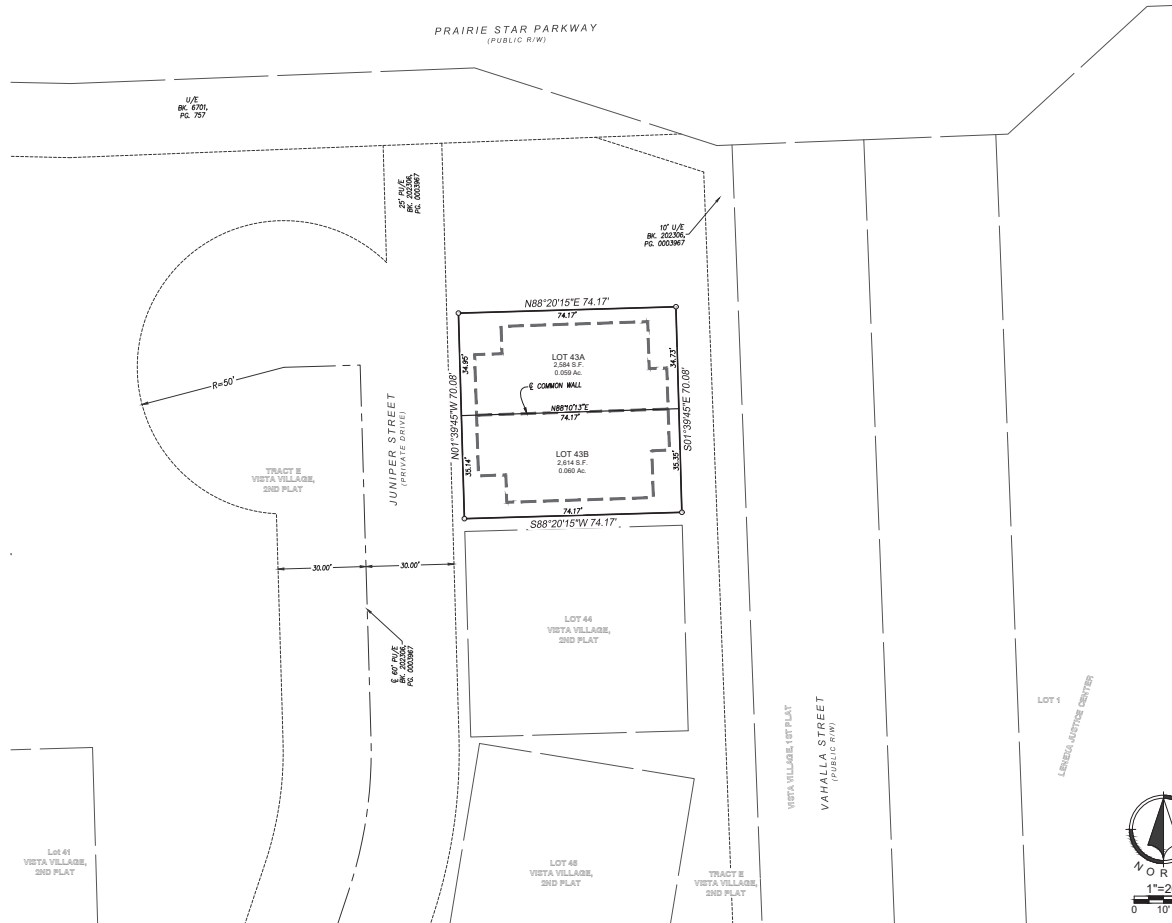 PRAIRIE STAR PARKWAY
(PUBLIC R/W)
U/E
BK. 6701,
PG. 757
25' PU/E
BK. 202306,
PG. 0003967
10' U/E
BK. 202306,
PG. 0003967
N88°20'15"E 74.17'
74.17'
LOT 43A
2,584 S.F.
0.059 Ac.
34.95'
34.73'
℄ COMMON WALL
N88°10'13"E
74.17'
N01°39'45"W 70.08'
S01°39'45"E 70.08'
LOT 43B
2,614 S.F.
0.060 Ac.
35.14'
35.35'
74.17'
S88°20'15"W 74.17'
R=50'
JUNIPER STREET
(PRIVATE DRIVE)
TRACT E
VISTA VILLAGE,
2ND PLAT
30.00'
30.00'
℄ 60' PU/E
BK. 202306,
PG. 0003967
LOT 44
VISTA VILLAGE,
2ND PLAT
VISTA VILLAGE, 1ST PLAT
VAHALLA STREET
(PUBLIC R/W)
LOT 1
LENEXA JUSTICE CENTER
Lot 41
VISTA VILLAGE,
2ND PLAT
LOT 45
VISTA VILLAGE,
2ND PLAT
TRACT E
VISTA VILLAGE,
2ND PLAT
NOR
1"=2
0 10'